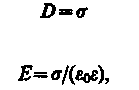 D = σ
E = σ/(ε₀ε),